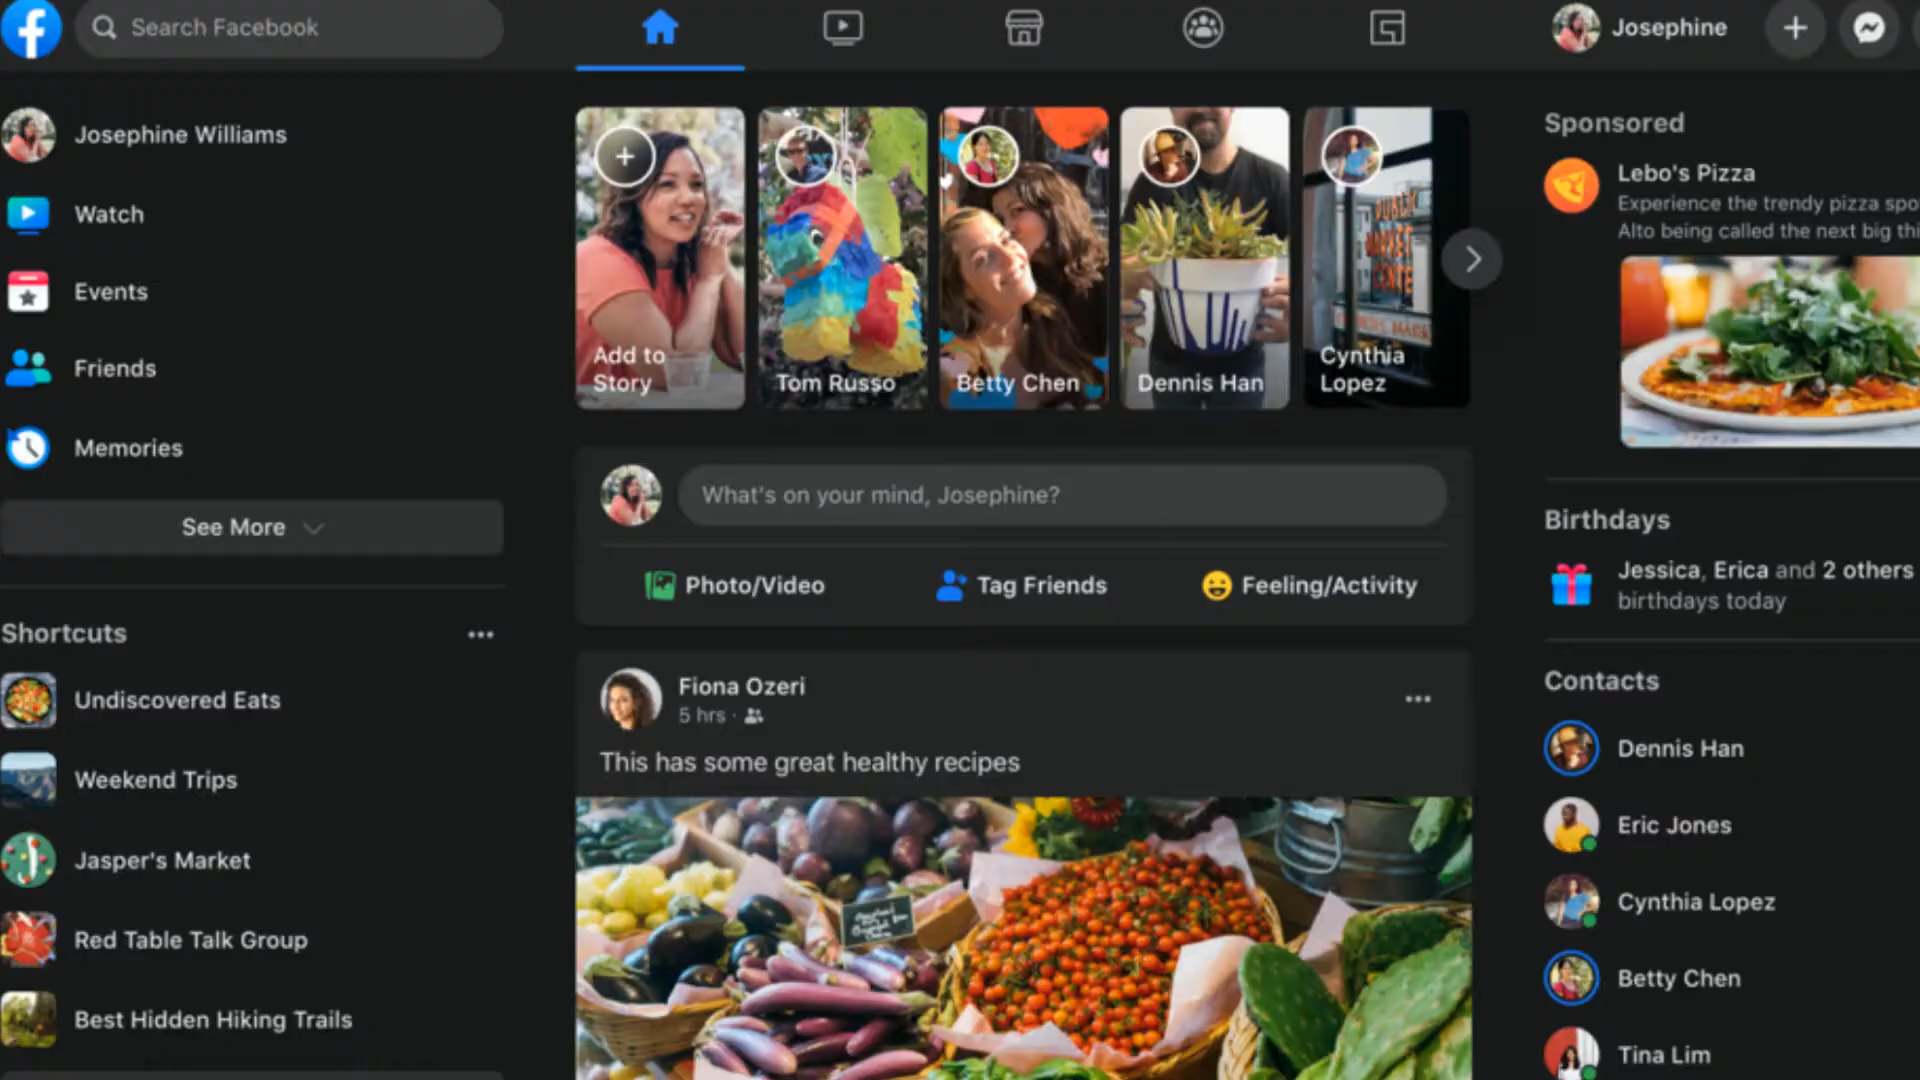 Search Facebook
Josephine
Josephine Williams
Watch
Events
Friends
Memories
See More
Shortcuts
Undiscovered Eats
Weekend Trips
Jasper's Market
Red Table Talk Group
Best Hidden Hiking Trails
Add to
Story
Tom Russo
Betty Chen
Dennis Han
PUBLIC
MARKET
CENTE
Cynthia
Lopez
What's on your mind, Josephine?
Photo/Video
Tag Friends
Feeling/Activity
Fiona Ozeri
5 hrs ·
This has some great healthy recipes
Sponsored
Lebo's Pizza
Experience the trendy pizza spo
Alto being called the next big thi
Birthdays
Jessica, Erica and 2 others
birthdays today
Contacts
Dennis Han
Eric Jones
Cynthia Lopez
Betty Chen
Tina Lim